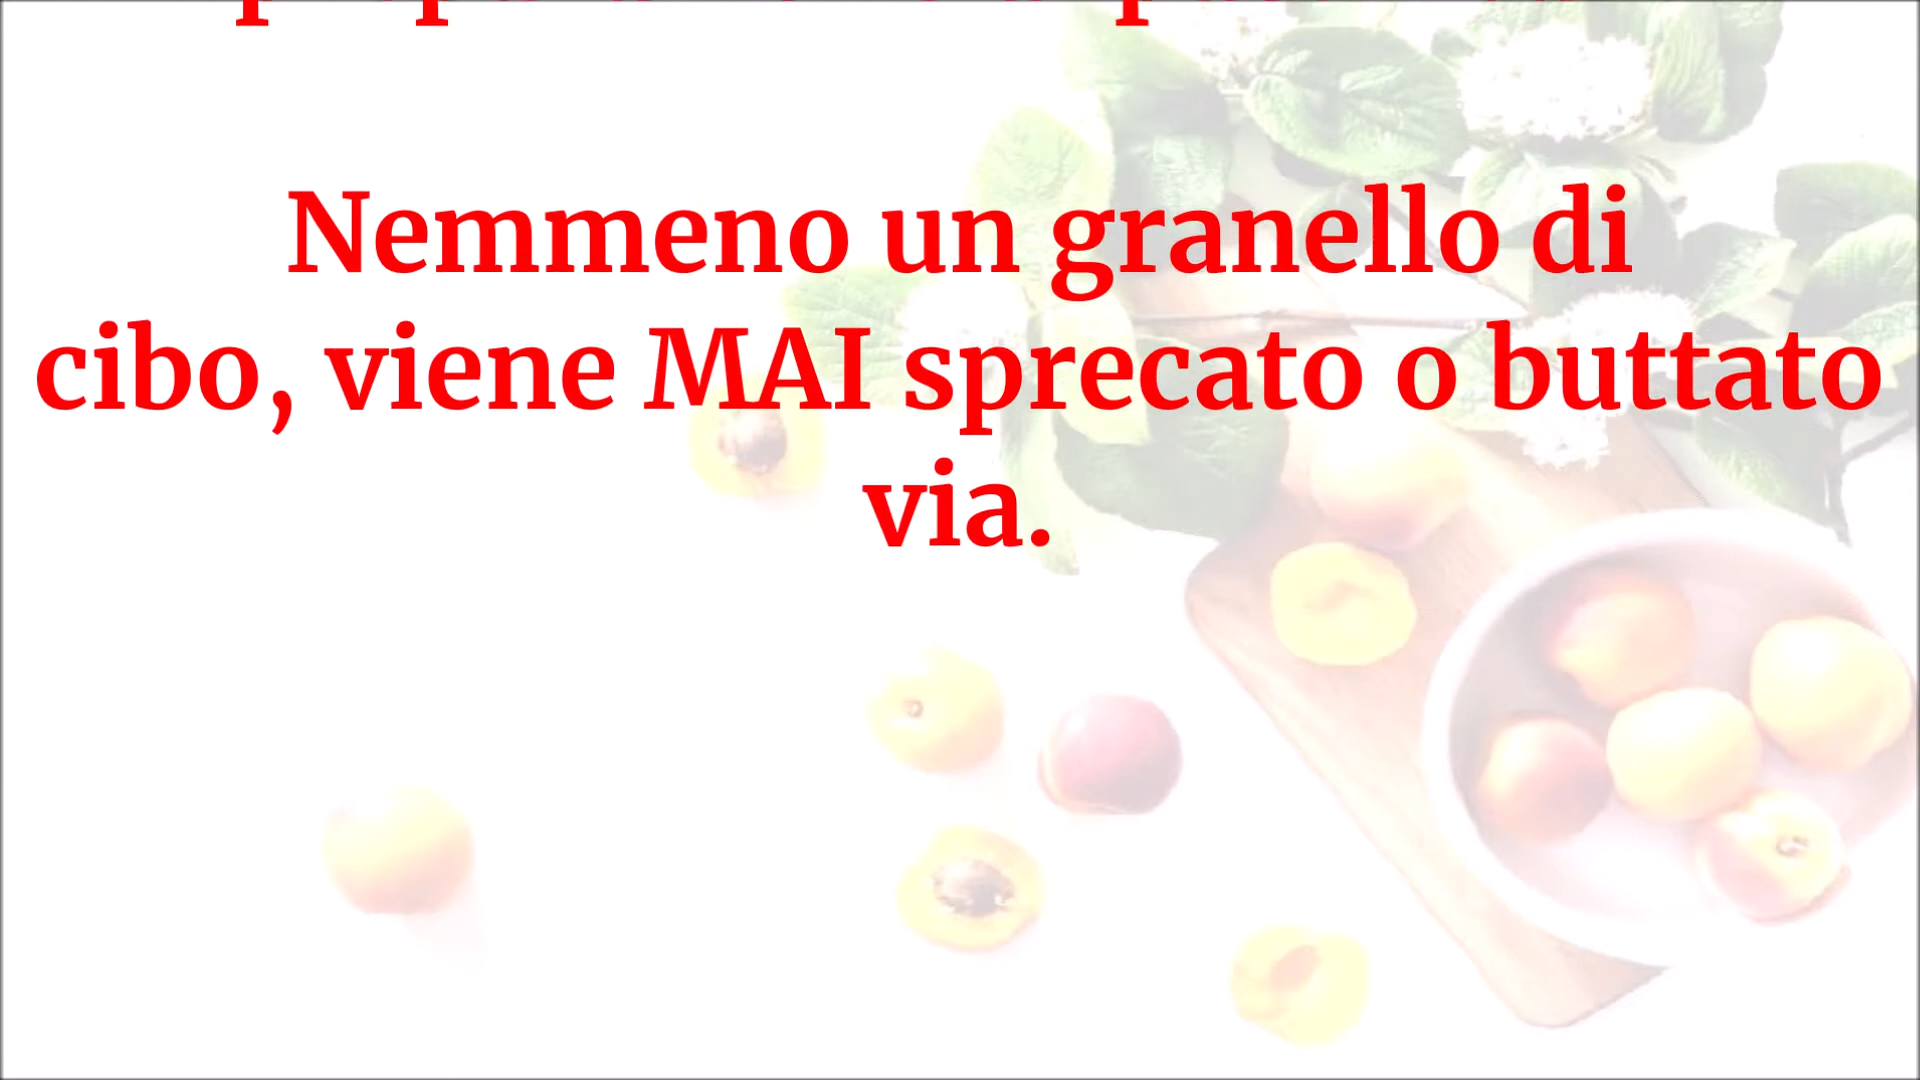 Nemmeno un granello di
cibo, viene MAI sprecato o buttato
via.